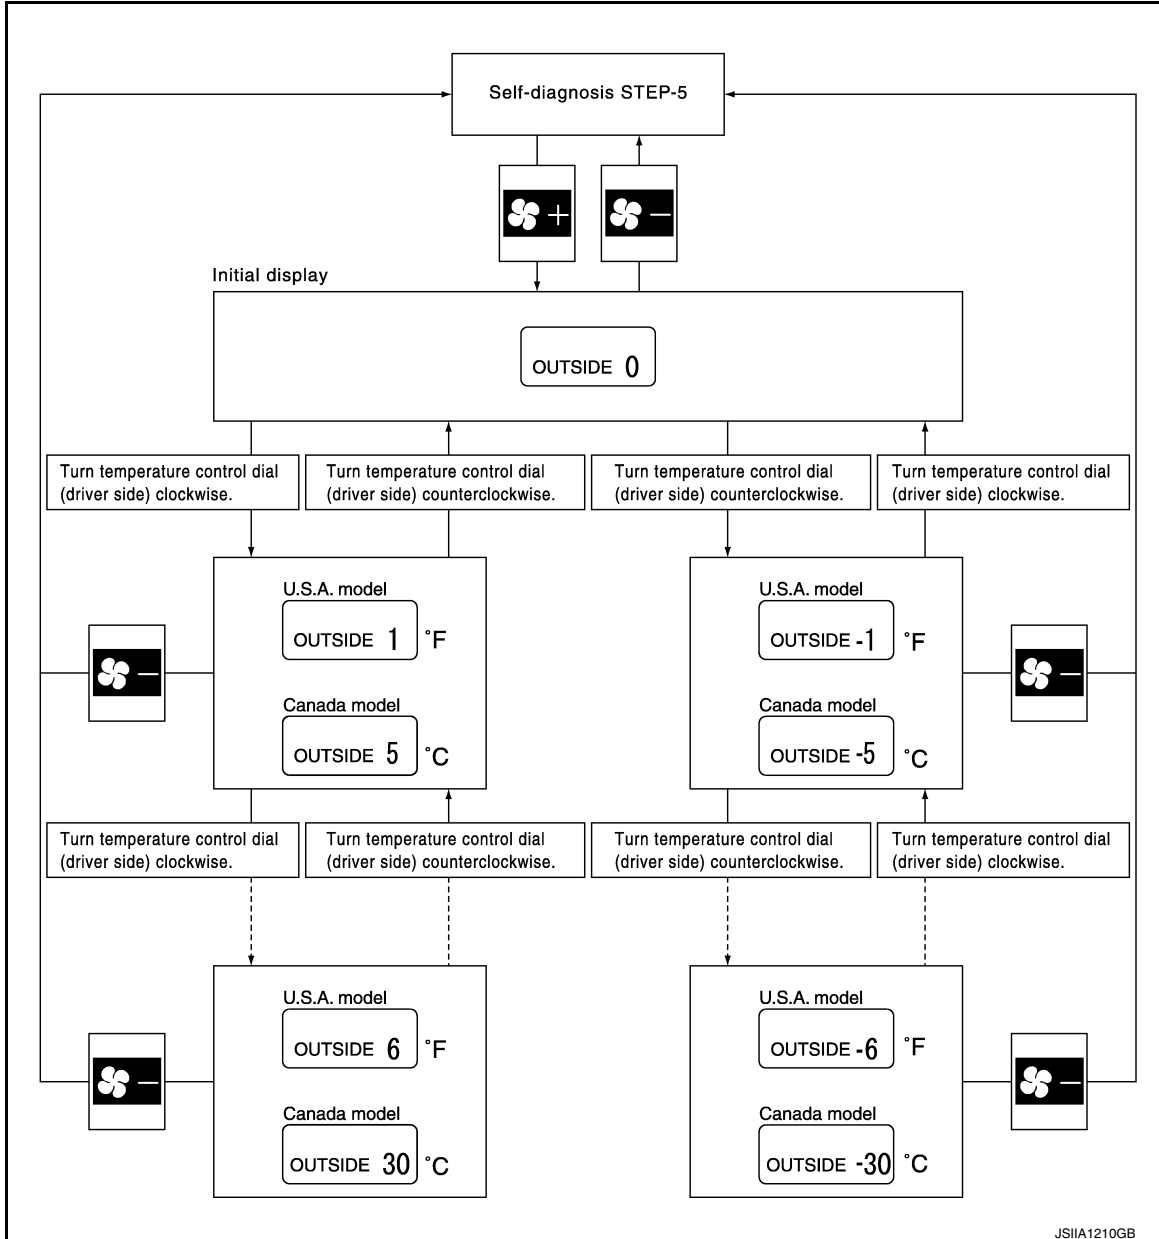 Self-diagnosis STEP-5
+
−
Initial display
OUTSIDE 0
Turn temperature control dial
(driver side) clockwise.
Turn temperature control dial
(driver side) counterclockwise.
Turn temperature control dial
(driver side) counterclockwise.
Turn temperature control dial
(driver side) clockwise.
U.S.A. model
OUTSIDE 1 °F
Canada model
OUTSIDE 5 °C
−
U.S.A. model
OUTSIDE -1 °F
Canada model
OUTSIDE -5 °C
−
Turn temperature control dial
(driver side) clockwise.
Turn temperature control dial
(driver side) counterclockwise.
Turn temperature control dial
(driver side) counterclockwise.
Turn temperature control dial
(driver side) clockwise.
U.S.A. model
OUTSIDE 6 °F
Canada model
OUTSIDE 30 °C
−
U.S.A. model
OUTSIDE -6 °F
Canada model
OUTSIDE -30 °C
−
JSIIA1210GB